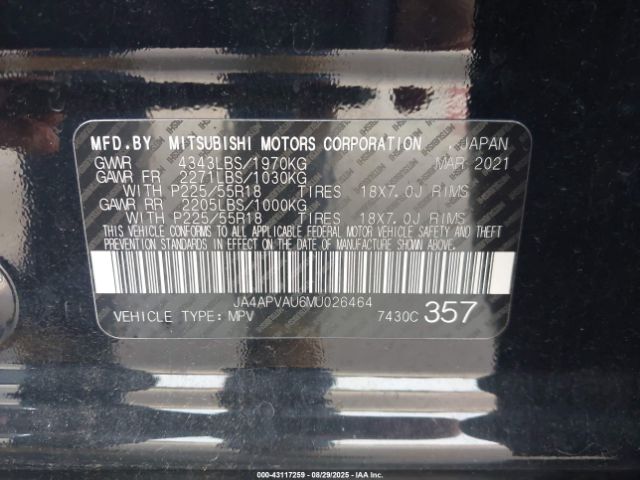 MFD.BY MITSUBISHI MOTORS CORPORATION JAPAN
GVWR 4343LBS/1970KG MAR-2021
GAWR FR 2271LBS/1030KG
WITH P225/55R18 TIRES 18X7.0J RIMS
GAWR RR 2205LBS/1000KG
WITH P225/55R18 TIRES 18X7.0J RIMS
THIS VEHICLE CONFORMS TO ALL APPLICABLE FEDERAL MOTOR VEHICLE SAFETY AND THEFT
PREVENTION STANDARDS IN EFFECT ON THE DATE OF MANUFACTURE SHOWN ABOVE.
JA4APVAU6MU026464
VEHICLE TYPE: MPV 7430C 357
000-43117259 - 08/29/2025 - IAAI.COM